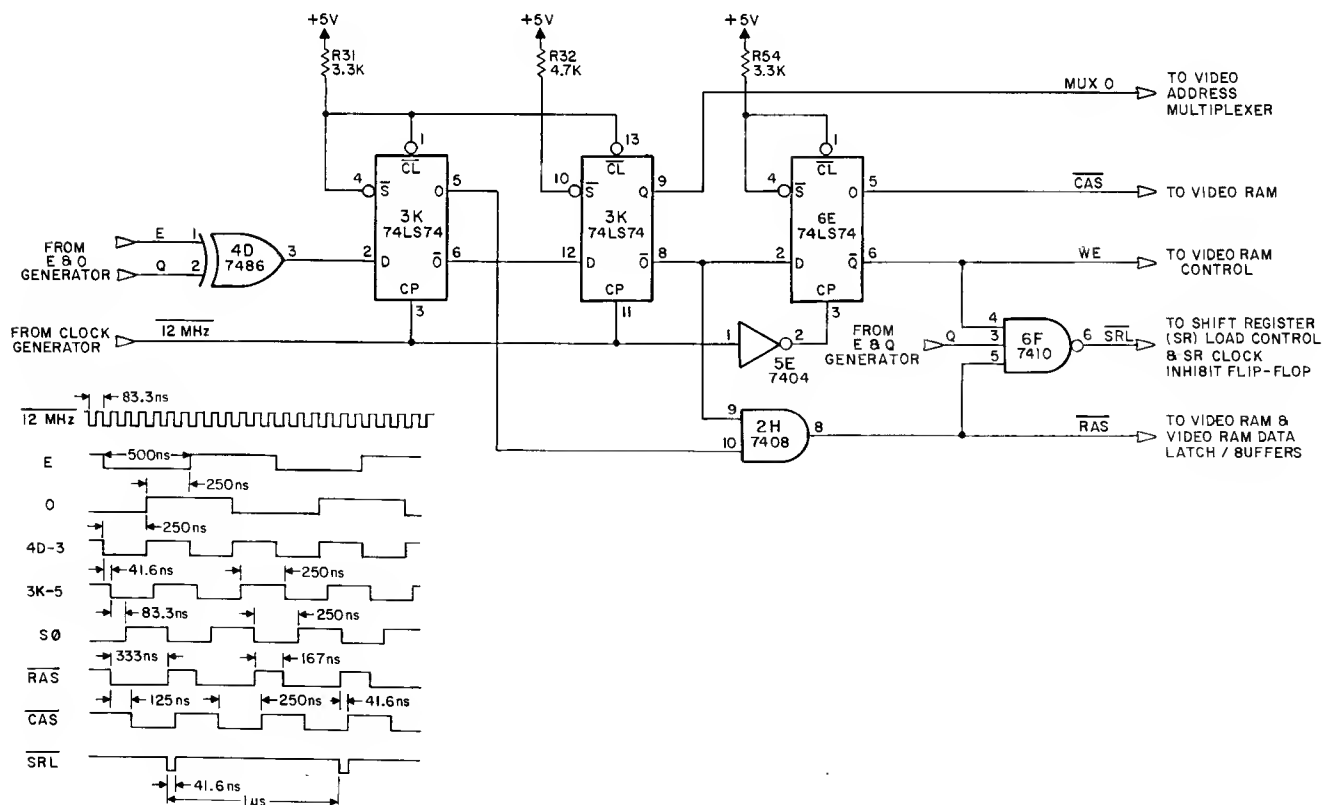 +5V
R31
3.3K
+5V
R32
4.7K
+5V
R54
3.3K
MUX 0
TO VIDEO
ADDRESS
MULTIPLEXER
1
CL
13
CL
1
CL
4
S
O
5
10
S
Q
9
4
S
O
5
CAS
TO VIDEO RAM
3K
74LS74
3K
74LS74
6E
74LS74
FROM
E & O
GENERATOR
E
1
Q
2
4D
7486
3
2
D
O
6
12
D
O
8
2
D
Q
6
WE
TO VIDEO RAM
CONTROL
CP
3
CP
11
CP
3
FROM CLOCK
GENERATOR
12 MHz
1
2
5E
7404
FROM
E & Q
GENERATOR
Q
4
3
5
6F
7410
6
SRL
TO SHIFT REGISTER
(SR) LOAD CONTROL
& SR CLOCK
INHIBIT FLIP-FLOP
9
10
2H
7408
8
RAS
TO VIDEO RAM &
VIDEO RAM DATA
LATCH / BUFFERS
83.3ns
12 MHz
E
500ns
250ns
O
250ns
4D-3
41.6ns
250ns
3K-5
83.3ns
250ns
SØ
333ns
167ns
RAS
125ns
250ns
41.6ns
CAS
SRL
41.6ns
1µs